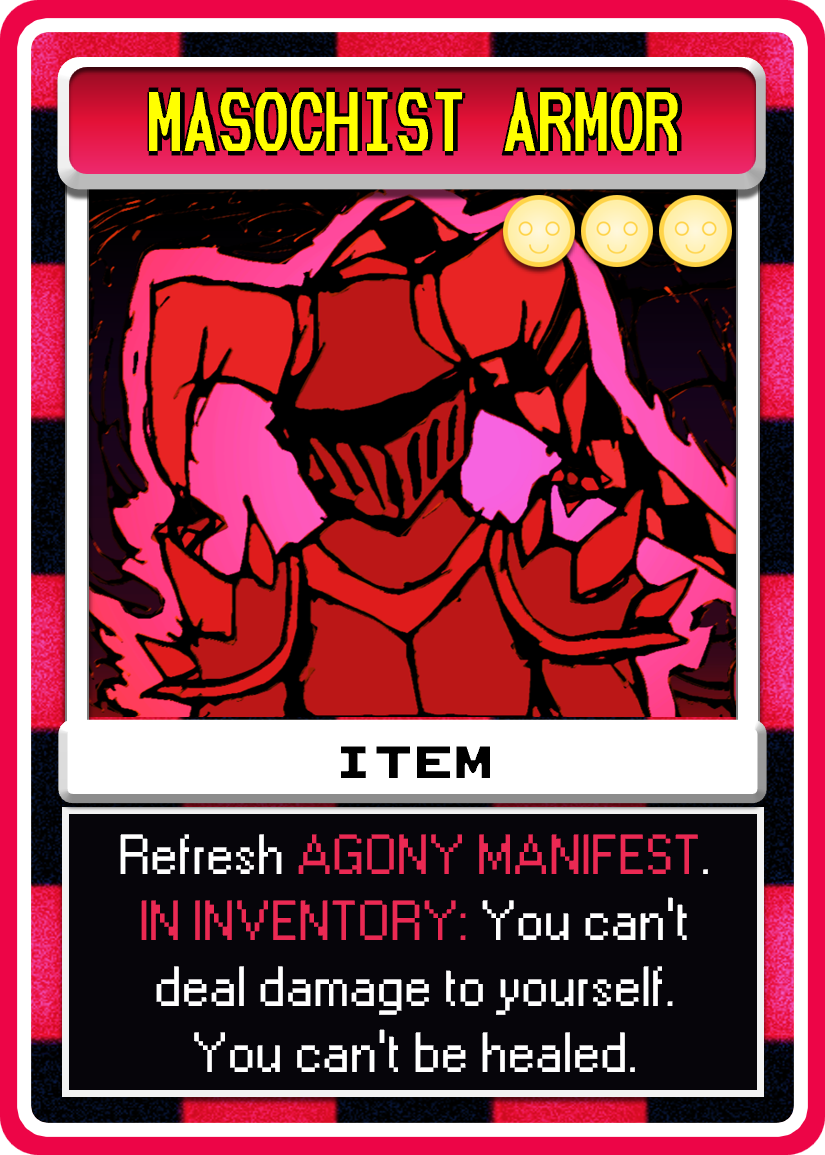 MASOCHIST ARMOR
ITEM
Refresh AGONY MANIFEST.
IN INVENTORY: You can't
deal damage to yourself.
You can't be healed.